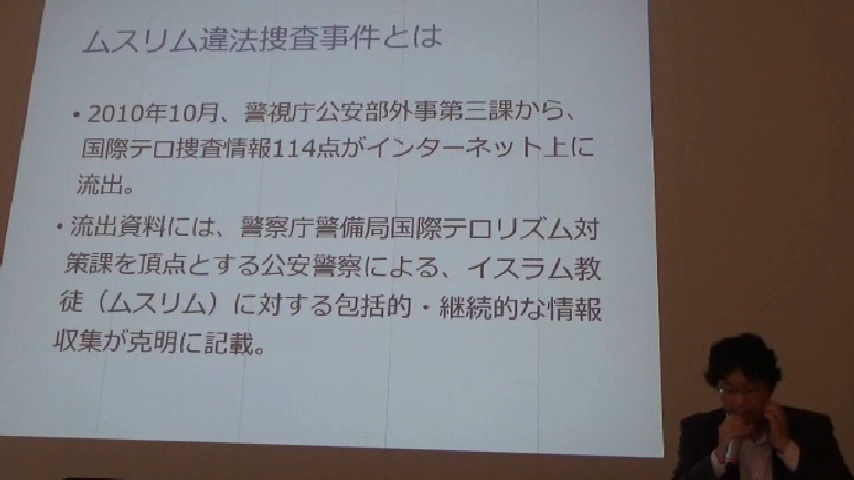 ムスリム違法捜査事件とは
・2010年10月、警視庁公安部外事第三課から、
国際テロ捜査情報114点がインターネット上に
流出。
・流出資料には、警察庁警備局国際テロリズム対
策課を頂点とする公安警察による、イスラム教
徒（ムスリム）に対する包括的・継続的な情報
収集が克明に記載。